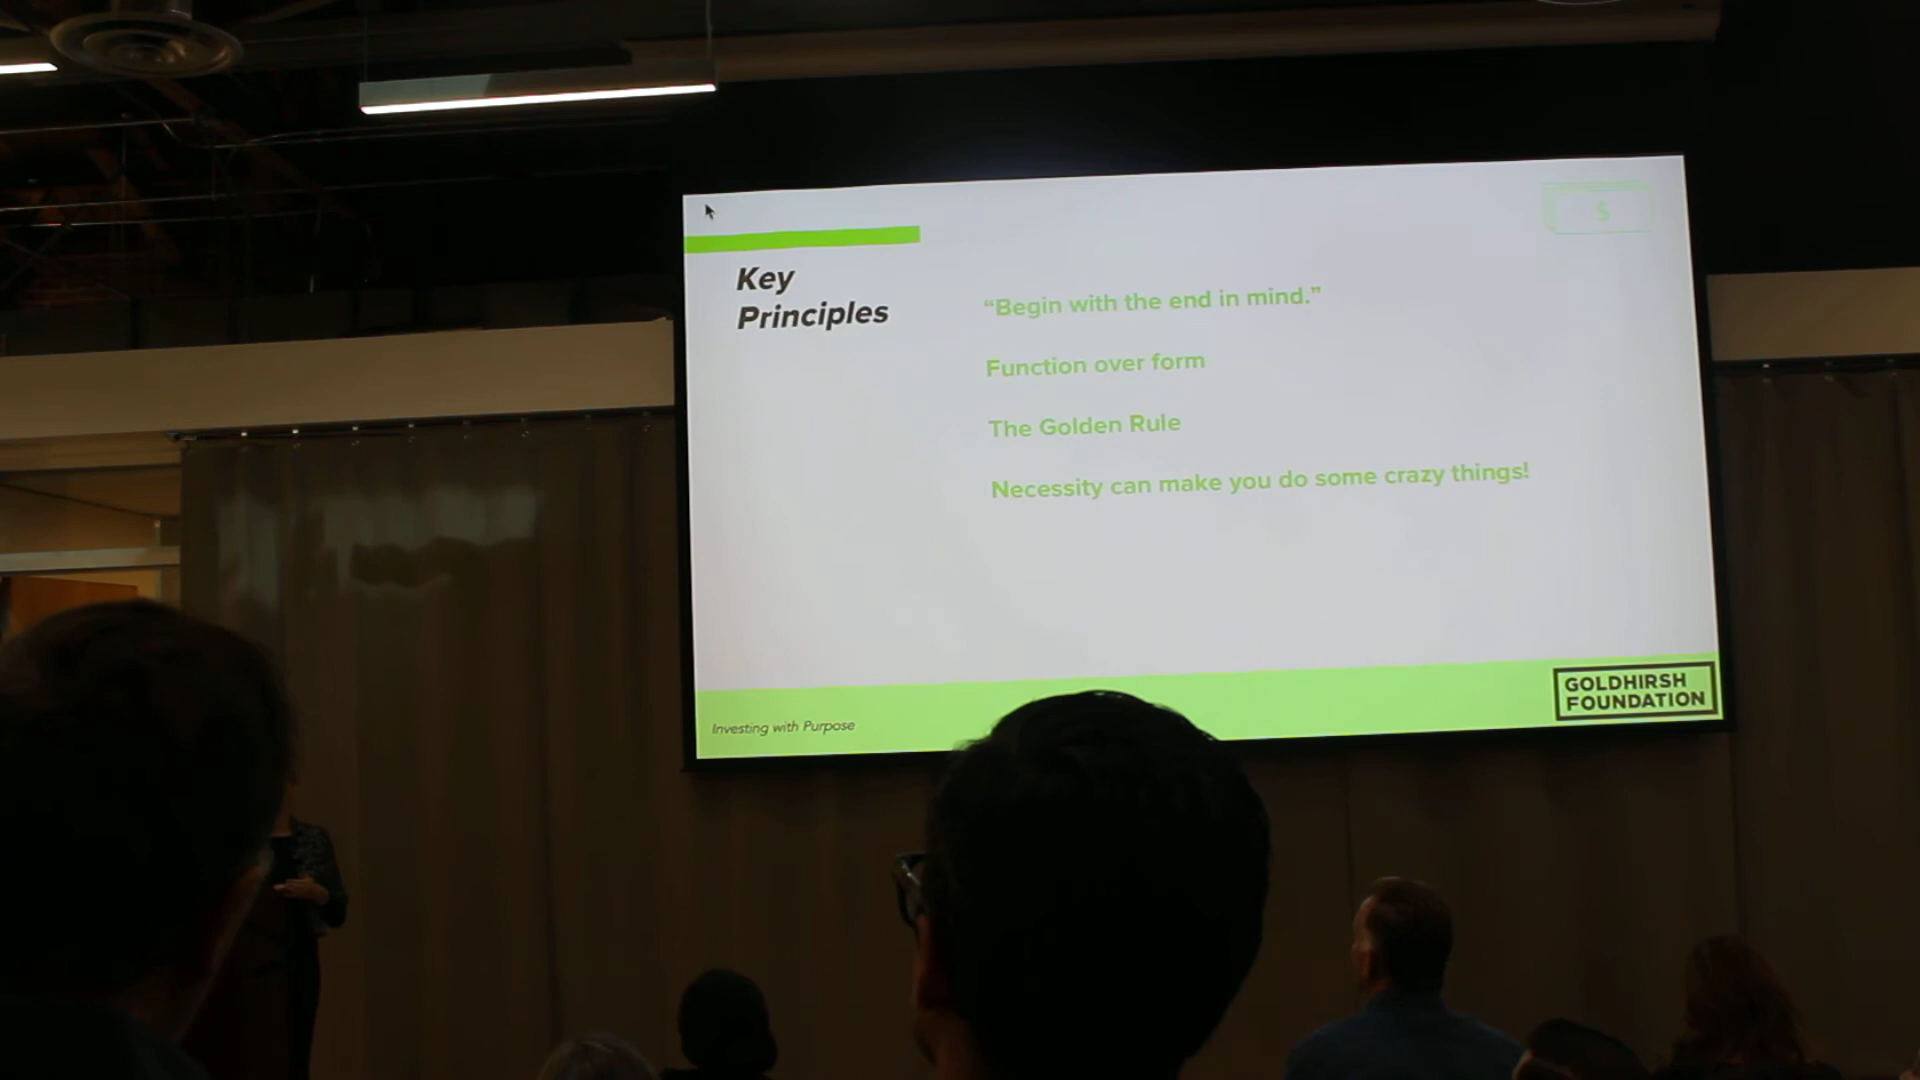 Key
Principles
“Begin with the end in mind.”
Function over form
The Golden Rule
Necessity can make you do some crazy things!
$
Investing with Purpose
GOLDHIRSH
FOUNDATION